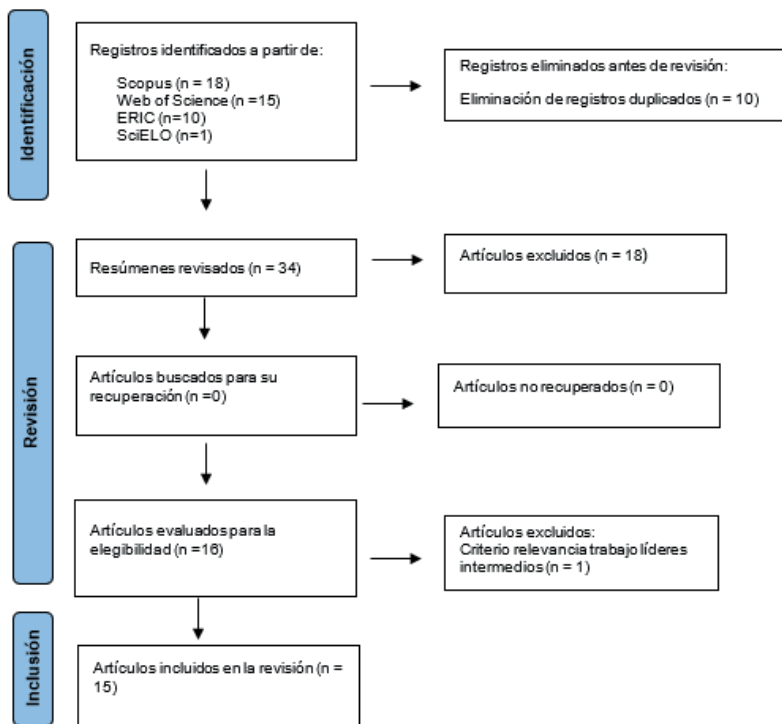 Identificación
Registros identificados a partir de:
Scopus (n = 18)
Web of Science (n =15)
ERIC (n=10)
SciELO (n=1)
Registros eliminados antes de revisión:
Eliminación de registros duplicados (n = 10)
Revisión
Resúmenes revisados (n = 34)
Artículos excluidos (n = 18)
Artículos buscados para su
recuperación (n =0)
Artículos no recuperados (n = 0)
Artículos evaluados para la
elegibilidad (n =16)
Artículos excluidos:
Criterio relevancia trabajo líderes
intermedios (n = 1)
Inclusión
Artículos incluidos en la revisión (n =
15)